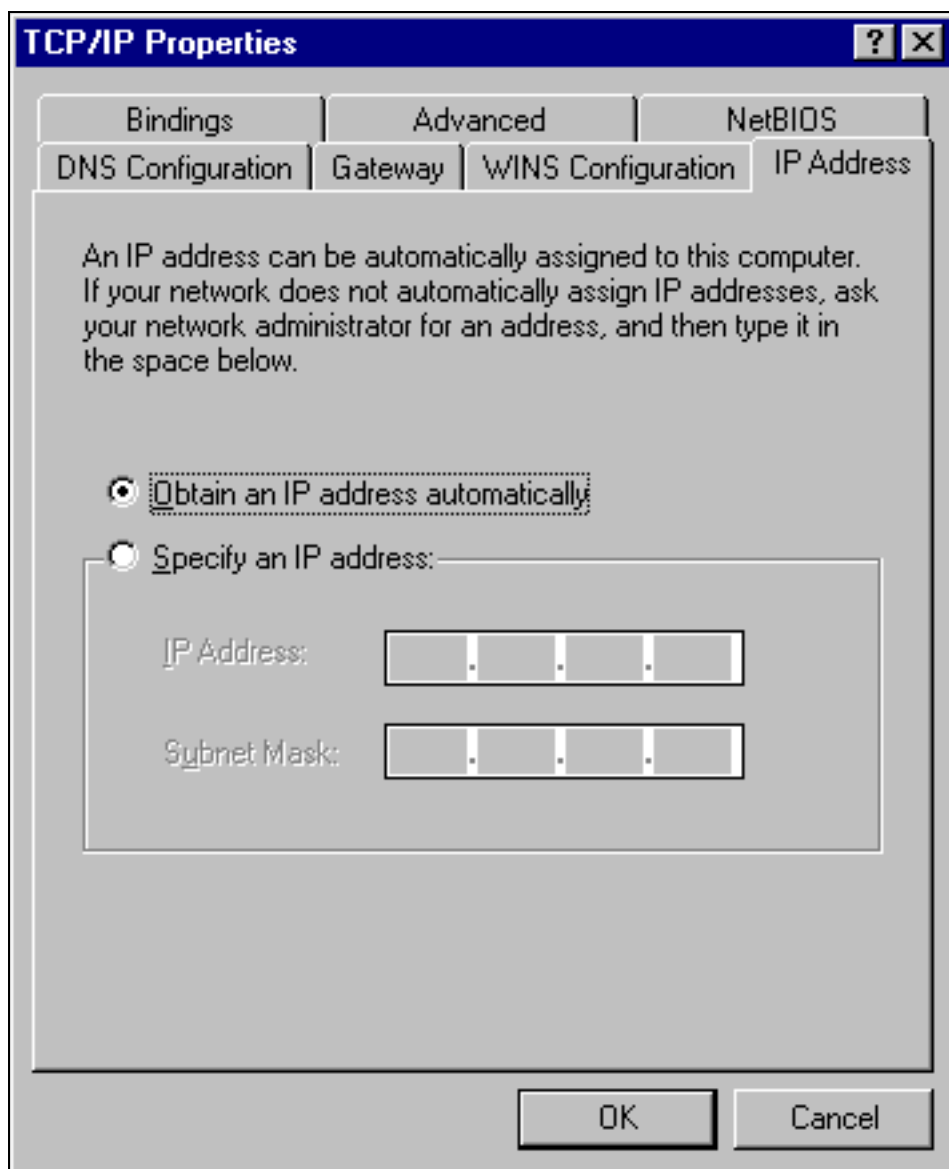 TCP/IP Properties
Bindings
Advanced
NetBIOS
DNS Configuration
Gateway
WINS Configuration
IP Address
An IP address can be automatically assigned to this computer.
If your network does not automatically assign IP addresses, ask
your network administrator for an address, and then type it in
the space below.
Obtain an IP address automatically
Specify an IP address:
IP Address:
Subnet Mask:
OK
Cancel